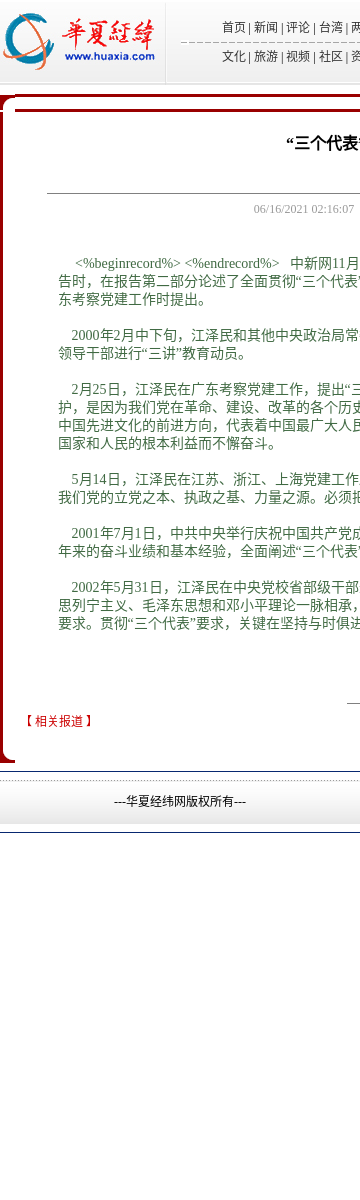 华夏经纬
www.huaxia.com
首页 | 新闻 | 评论 | 台湾 | 两
文化 | 旅游 | 视频 | 社区 | 资
“三个代表
06/16/2021 02:16:07
<%beginrecord%> <%endrecord%> 中新网11月
告时，在报告第二部分论述了全面贯彻“三个代表”
东考察党建工作时提出。
2000年2月中下旬，江泽民和其他中央政治局常
领导干部进行“三讲”教育动员。
2月25日，江泽民在广东考察党建工作，提出“三
护，是因为我们党在革命、建设、改革的各个历史
中国先进文化的前进方向，代表着中国最广大人民
国家和人民的根本利益而不懈奋斗。
5月14日，江泽民在江苏、浙江、上海党建工作
我们党的立党之本、执政之基、力量之源。必须把
2001年7月1日，中共中央举行庆祝中国共产党成
年来的奋斗业绩和基本经验，全面阐述“三个代表”
2002年5月31日，江泽民在中央党校省部级干部
思列宁主义、毛泽东思想和邓小平理论一脉相承，
要求。贯彻“三个代表”要求，关键在坚持与时俱进
【 相关报道 】
---华夏经纬网版权所有---